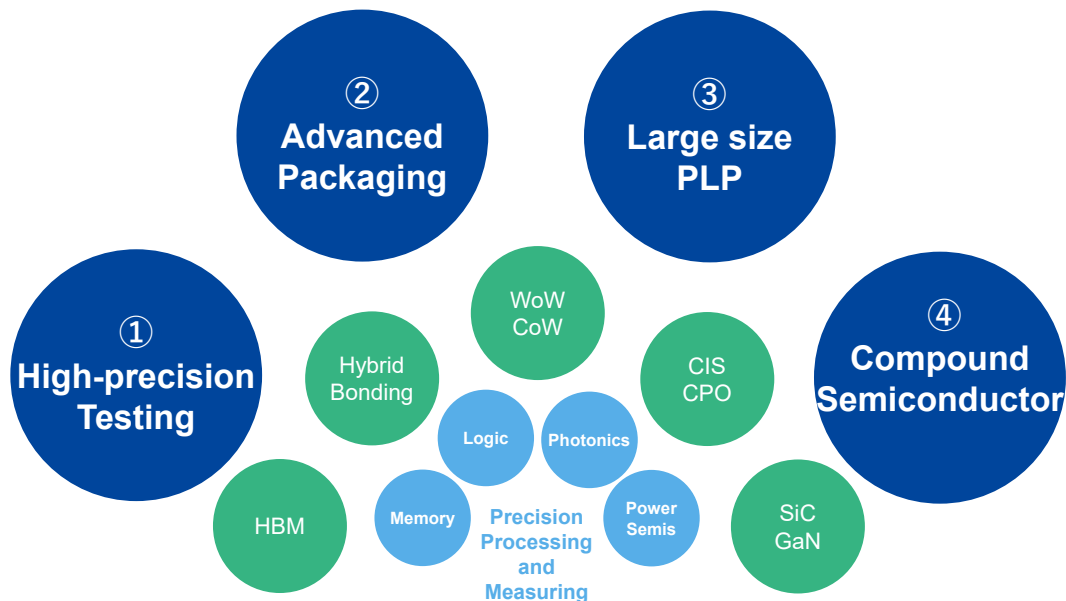 ②
Advanced
Packaging
③
Large size
PLP
①
High-precision
Testing
④
Compound
Semiconductor
WoW
CoW
Hybrid
Bonding
CIS
CPO
HBM
SiC
GaN
Logic
Photonics
Memory
Power
Semis
Precision
Processing
and
Measuring